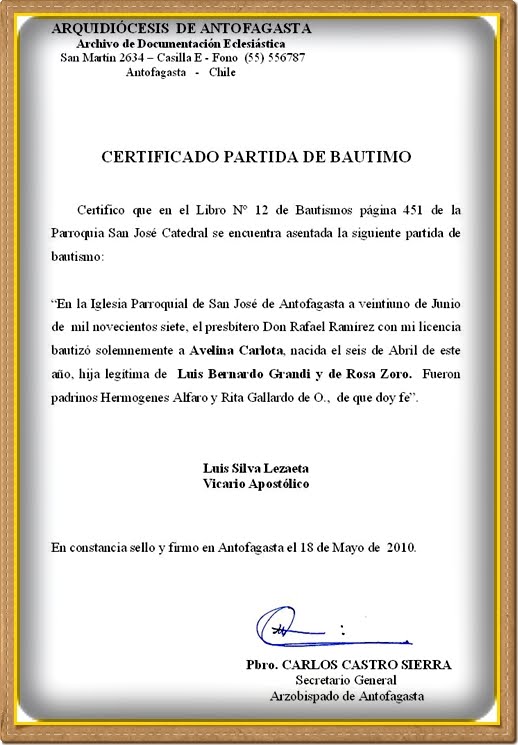 ARQUIDIÓCESIS DE ANTOFAGASTA
Archivo de Documentación Eclesiástica
San Martín 2634 – Casilla E - Fono (55) 556787
Antofagasta - Chile
CERTIFICADO PARTIDA DE BAUTIMO
Certifico que en el Libro Nº 12 de Bautismos página 451 de la
Parroquia San José Catedral se encuentra asentada la siguiente partida de
bautismo:
“En la Iglesia Parroquial de San José de Antofagasta a veintiuno de Junio
de mil novecientos siete, el presbítero Don Rafael Ramírez con mi licencia
bautizó solemnemente a Avelina Carlota, nacida el seis de Abril de este
año, hija legítima de Luis Bernardo Grandi y de Rosa Zoro. Fueron
padrinos Hermogenes Alfaro y Rita Gallardo de O., de que doy fe”.
Luis Silva Lezaeta
Vicario Apostólico
En constancia sello y firmo en Antofagasta el 18 de Mayo de 2010.
Pbro. CARLOS CASTRO SIERRA
Secretario General
Arzobispado de Antofagasta